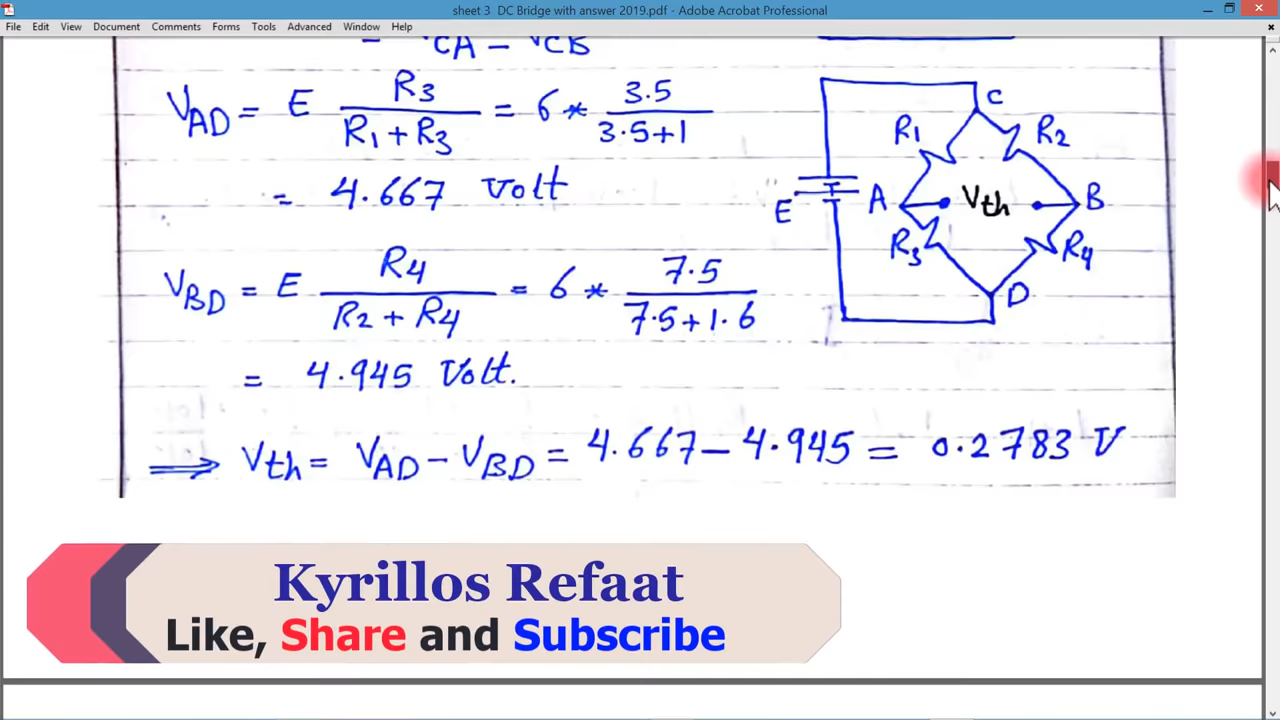 sheet 3 DC Bridge with answer 2019.pdf - Adobe Acrobat Professional
File Edit View Document Comments Forms Tools Advanced Window Help
= VCA - VCB
VAD = E R3 / R1 + R3 = 6 * 3.5 / 3.5+1
= 4.667 Volt
VBD = E R4 / R2 + R4 = 6 * 7.5 / 7.5+1.6
= 4.945 Volt.
⟹ Vth = VAD - VBD = 4.667 - 4.945 = 0.2783 V
C
R1 R2
E A Vth B
R3 R4
D
Kyrillos Refaat
Like, Share and Subscribe